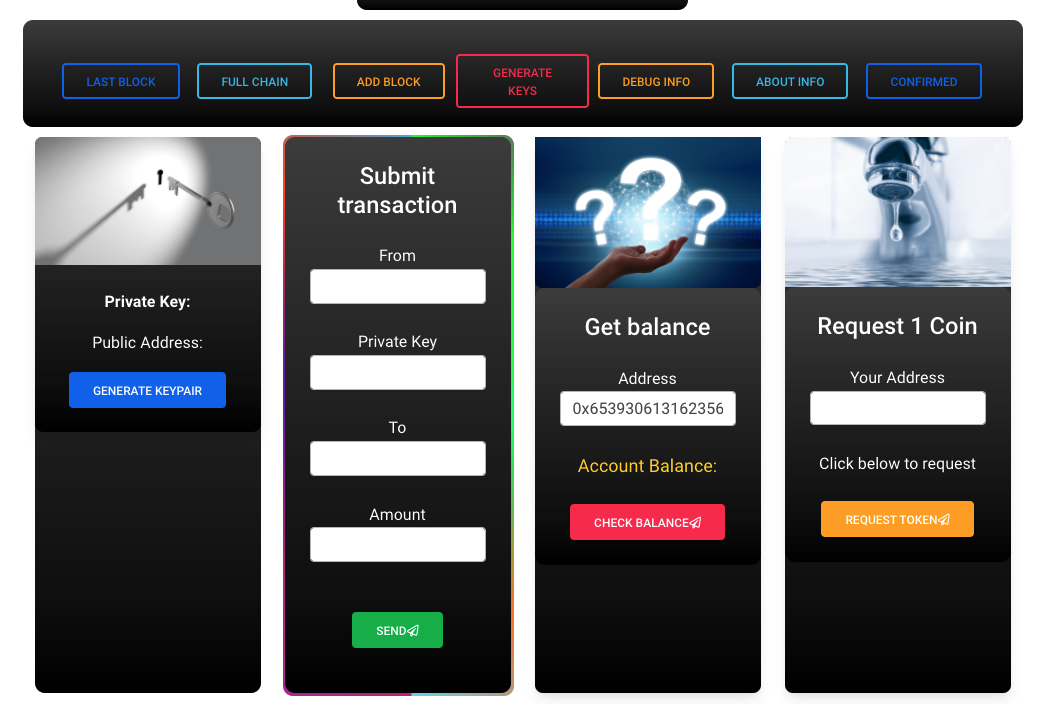 LAST BLOCK
FULL CHAIN
ADD BLOCK
GENERATE
KEYS
DEBUG INFO
ABOUT INFO
CONFIRMED
Private Key:
Public Address:
GENERATE KEYPAIR
Submit
transaction
From
Private Key
To
Amount
SEND
Get balance
Address
0x653930613162356
Account Balance:
CHECK BALANCE
Request 1 Coin
Your Address
Click below to request
REQUEST TOKEN